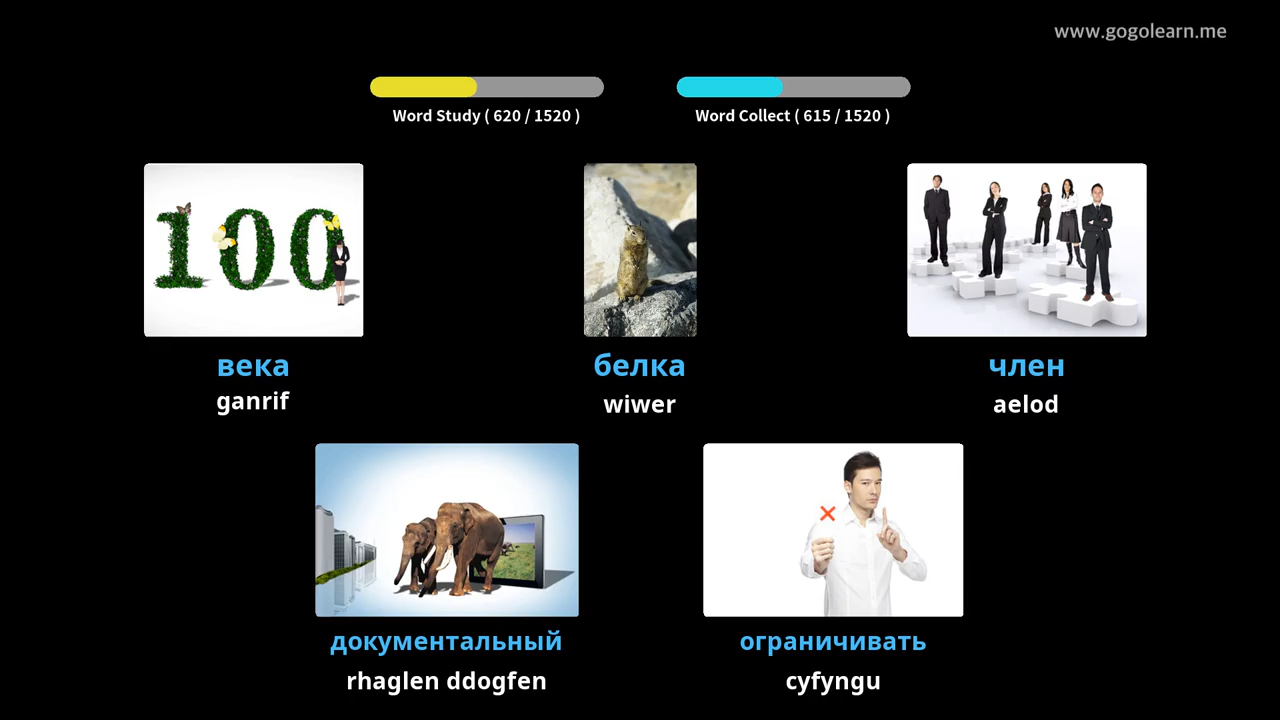 www.gogolearn.me
Word Study ( 620 / 1520 )
Word Collect ( 615 / 1520 )
100
века
ganrif
белка
wiwer
член
aelod
документальный
rhaglen ddogfen
ограничивать
cyfyngu